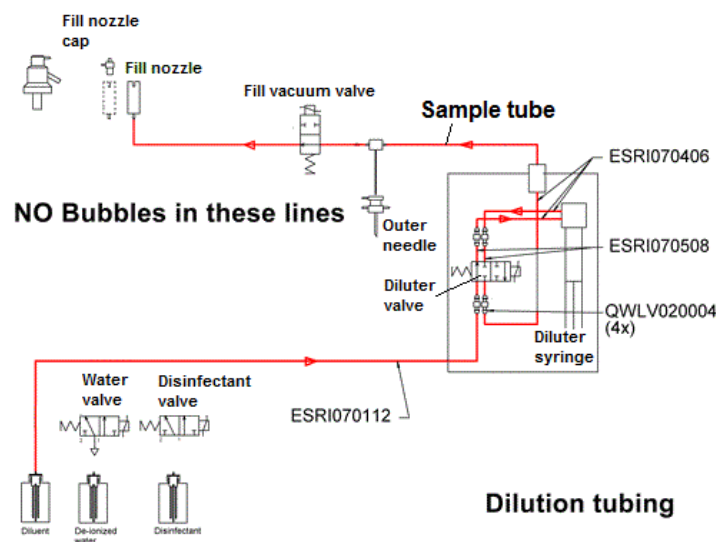 Fill nozzle
cap
Fill nozzle
Fill vacuum valve
Sample tube
ESRI070406
NO Bubbles in these lines
Outer
needle
ESRI070508
Diluter
valve
QWLV020004
(4x)
Diluter
syringe
Water
valve
Disinfectant
valve
ESRI070112
Diluent
De-ionized
water
Disinfectant
Dilution tubing